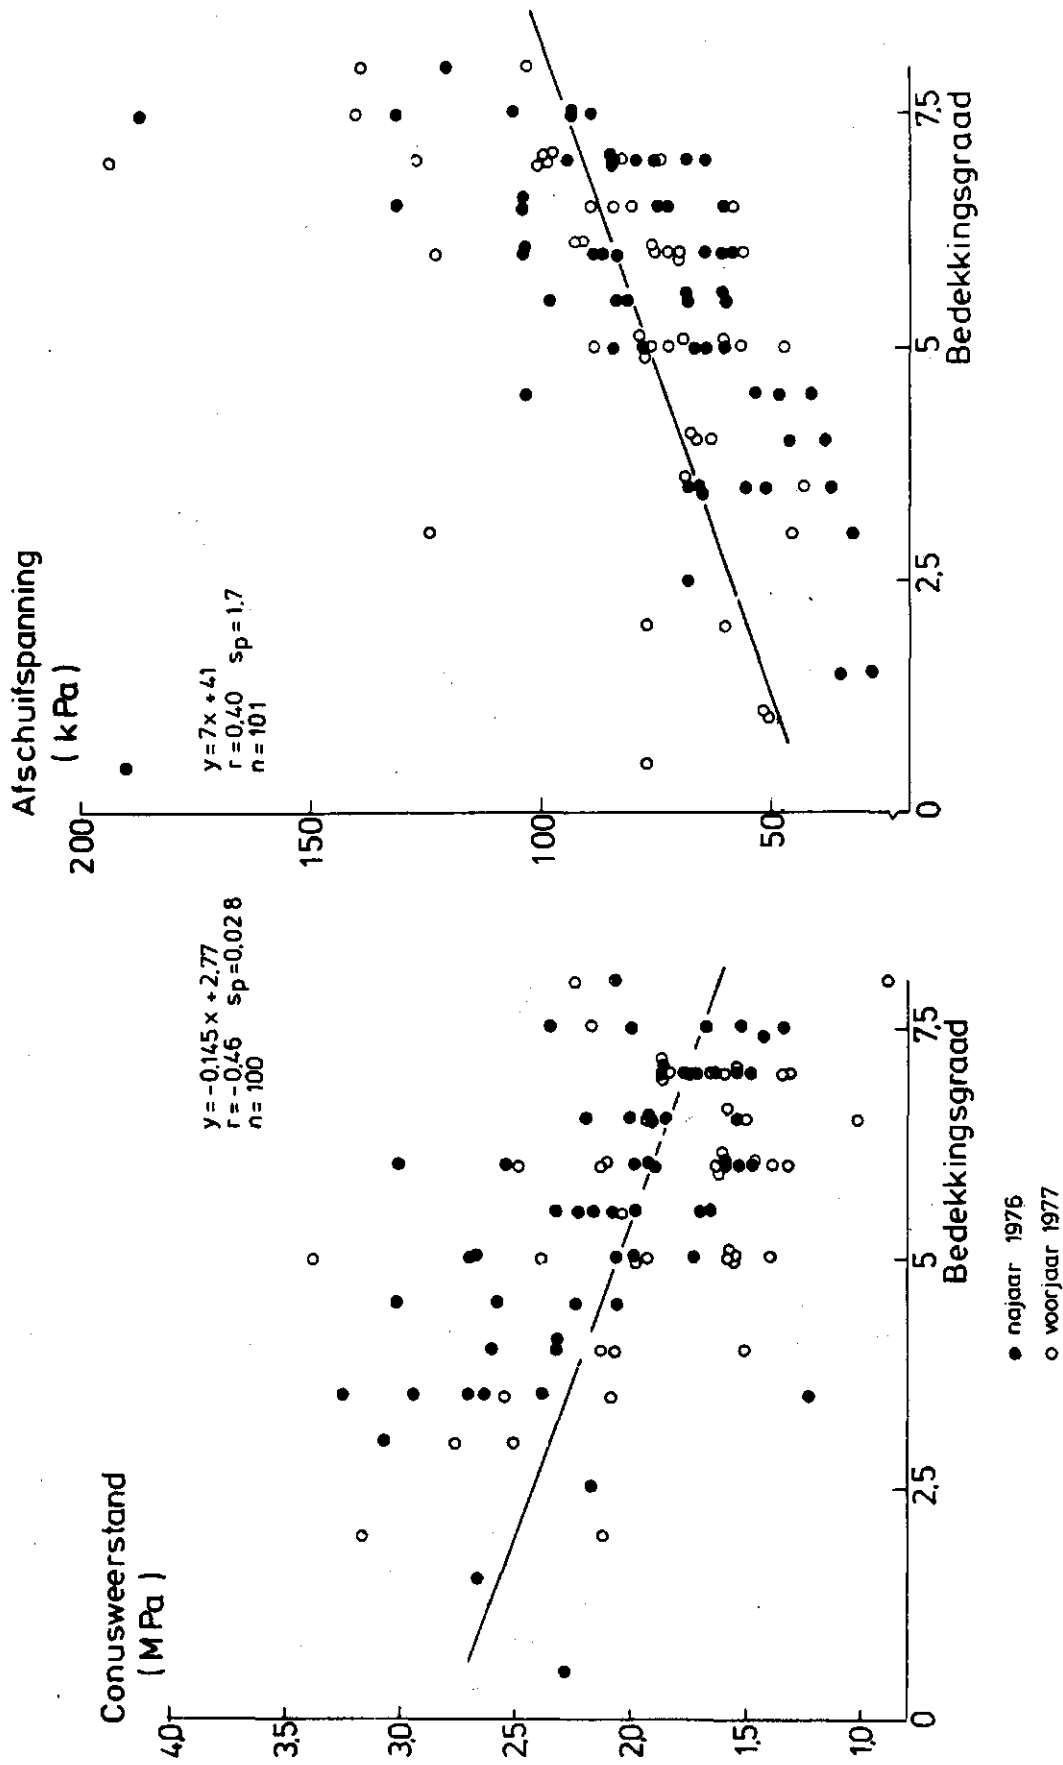 Conusweerstand
(MPa)
4,0
3,5
3,0
2,5
2,0
1,5
1,0
y=-0,145x+2,77
r=-0,46 sp=0,028
n=100
0
2,5
5
7,5
Bedekkingsgraad
Afschuifspanning
(kPa)
200
150
100
50
y=7x+41
r=0,40 sp=1,7
n=101
0
2,5
5
7,5
Bedekkingsgraad
najaar 1976
voorjaar 1977